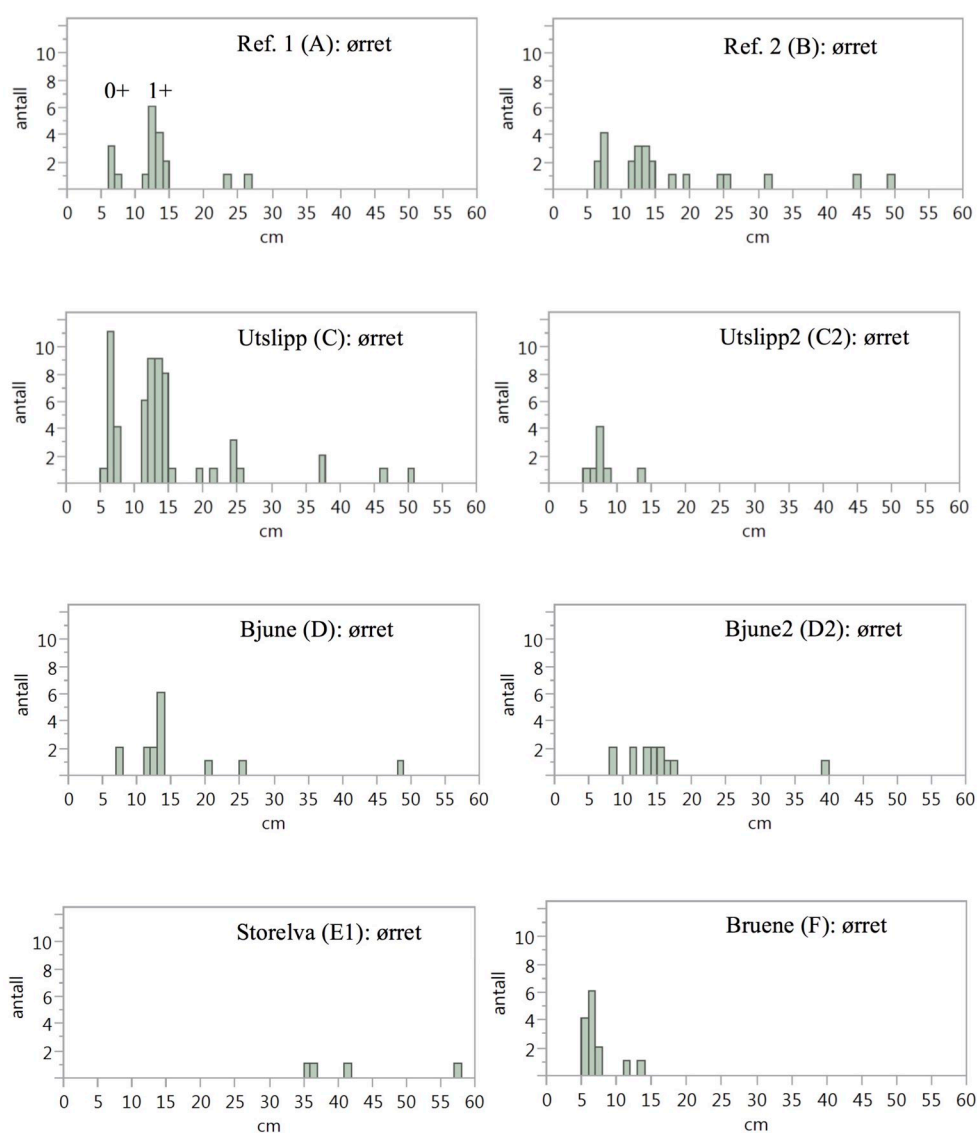 Ref. 1 (A): ørret
0+ 1+
antall
10
8
6
4
2
0 5 10 15 20 25 30 35 40 45 50 55 60
cm
Ref. 2 (B): ørret
antall
10
8
6
4
2
0 5 10 15 20 25 30 35 40 45 50 55 60
cm
Utslipp (C): ørret
antall
10
8
6
4
2
0 5 10 15 20 25 30 35 40 45 50 55 60
cm
Utslipp2 (C2): ørret
antall
10
8
6
4
2
0 5 10 15 20 25 30 35 40 45 50 55 60
cm
Bjune (D): ørret
antall
10
8
6
4
2
0 5 10 15 20 25 30 35 40 45 50 55 60
cm
Bjune2 (D2): ørret
antall
10
8
6
4
2
0 5 10 15 20 25 30 35 40 45 50 55 60
cm
Storelva (E1): ørret
antall
10
8
6
4
2
0 5 10 15 20 25 30 35 40 45 50 55 60
cm
Bruene (F): ørret
antall
10
8
6
4
2
0 5 10 15 20 25 30 35 40 45 50 55 60
cm